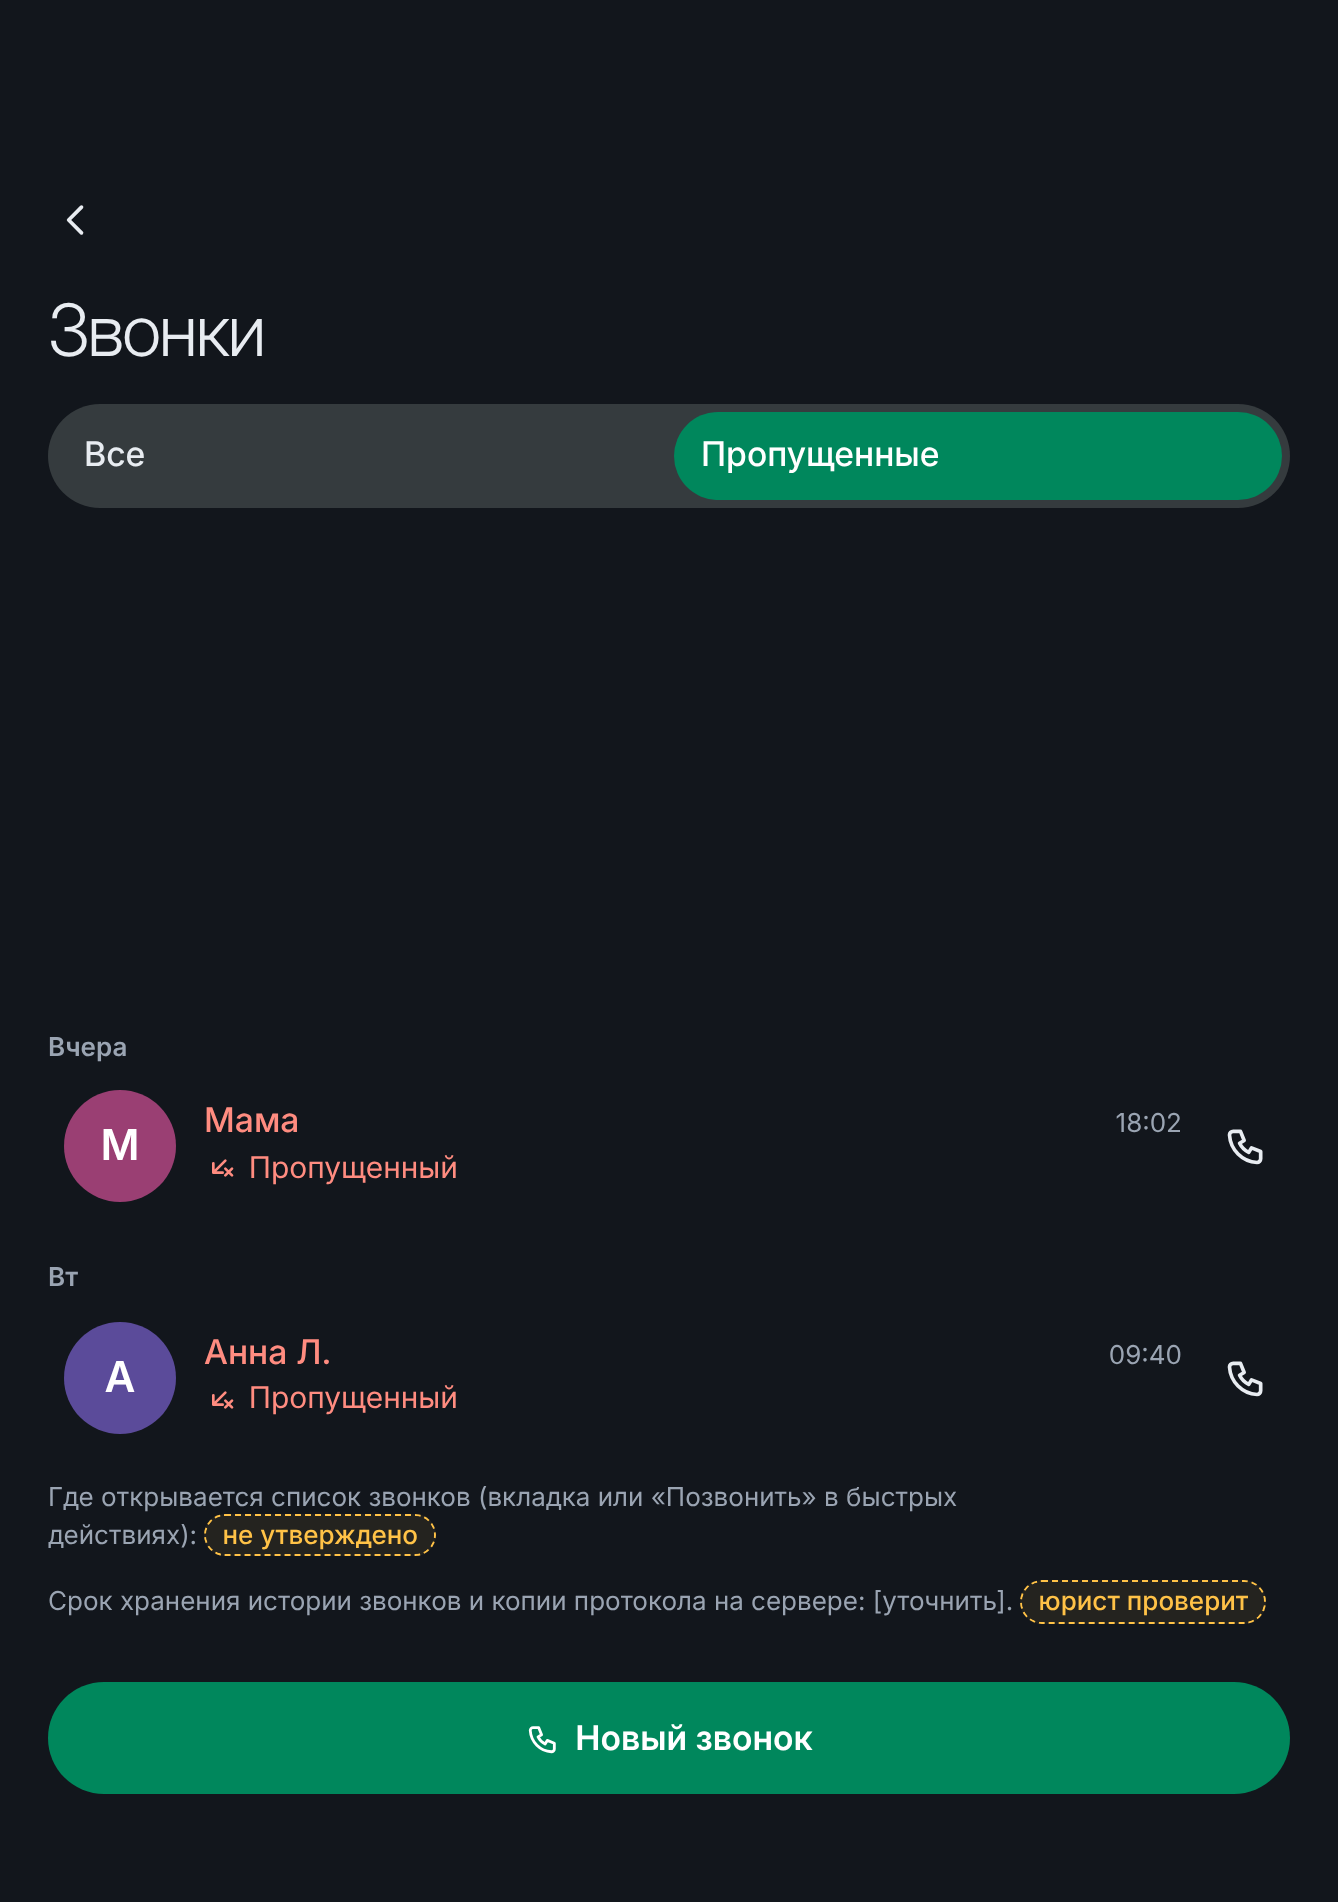 Звонки
Все
Пропущенные
Вчера
М
Мама
18:02
Пропущенный
Вт
А
Анна Л.
09:40
Пропущенный
Где открывается список звонков (вкладка или «Позвонить» в быстрых
действиях): не утверждено
Срок хранения истории звонков и копии протокола на сервере: [уточнить]. юрист проверит
Новый звонок